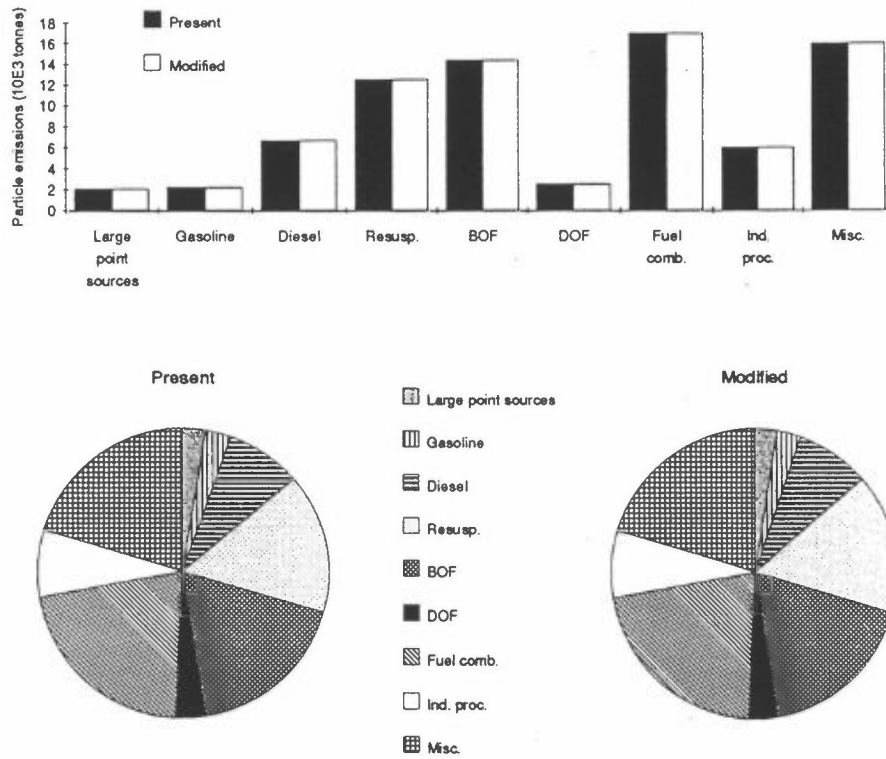 Particle emissions (10E3 tonnes)
18
16
14
12
10
8
6
4
2
0
Present
Modified
Large
point
sources
Gasoline
Diesel
Resusp.
BOF
DOF
Fuel
comb.
Ind.
proc.
Misc.
Present
Modified
Large point sources
Gasoline
Diesel
Resusp.
BOF
DOF
Fuel comb.
Ind. proc.
Misc.